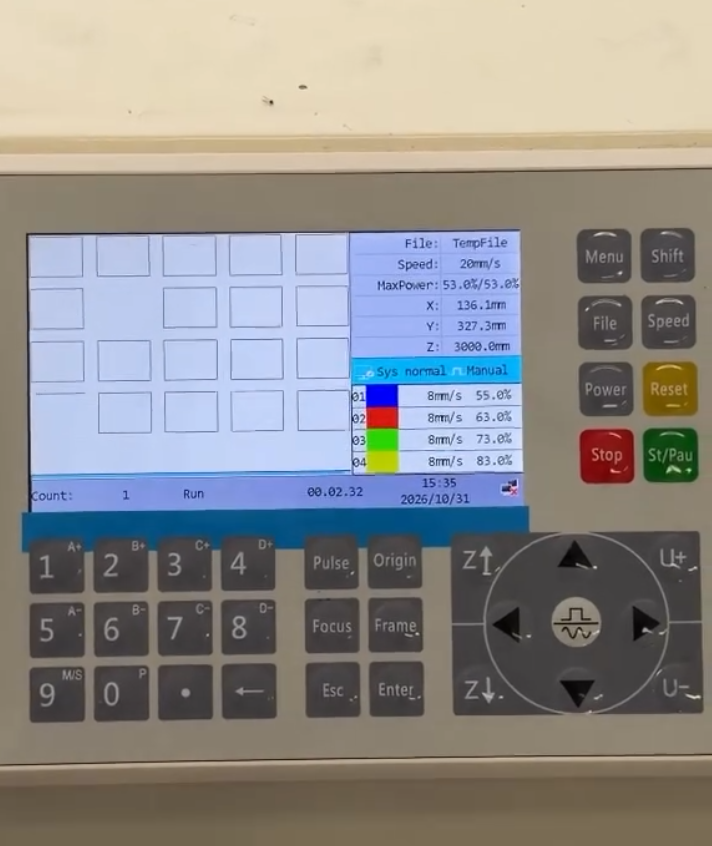 File: TempFile
Speed: 20mm/s
MaxPower: 53.0%/53.0%
X: 136.1mm
Y: 327.3mm
Z: 3000.0mm
Sys normal Manual
01 8mm/s 55.0%
02 8mm/s 63.0%
03 8mm/s 73.0%
04 8mm/s 83.0%
Count: 1 Run 00.02.32 15:35
2026/10/31
Menu Shift
File Speed
Power Reset
Stop St/Pau
1 A+ 2 B+ 3 C+ 4 D+ Pulse Origin Z↑ U+
5 A- 6 B- 7 C- 8 D- Focus Frame
9 M/S 0 P • ← Esc Enter Z↓ U-